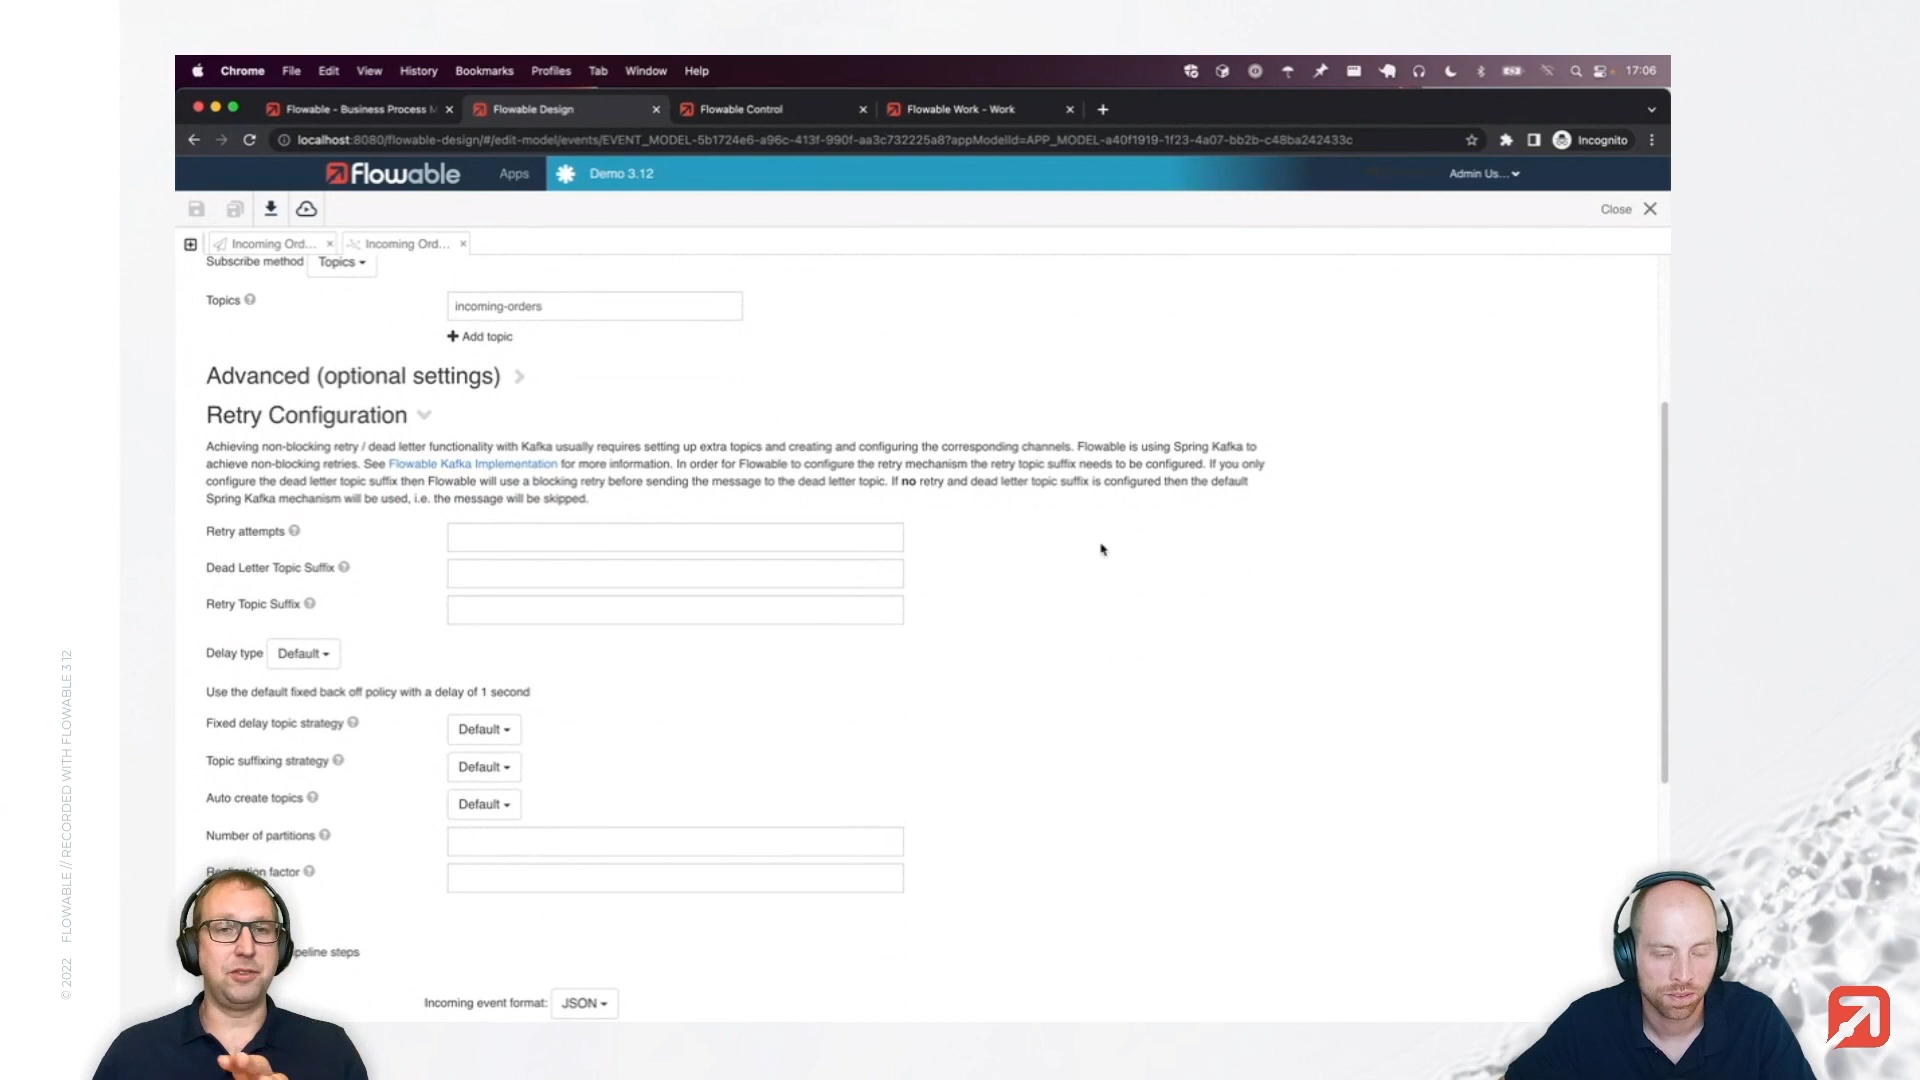 Chrome File Edit View History Bookmarks Profiles Tab Window Help 17:06
Flowable - Business Process M Flowable Design Flowable Control Flowable Work - Work
localhost:8080/flowable-design/#/edit-model/events/EVENT_MODEL-5b1724e6-a96c-413f-990f-aa3c732225a8?appModelId=APP_MODEL-a40f1919-1f23-4a07-bb2b-c48ba242433c Incognito
flowable Apps Demo 3.12 Admin Us...
Close
Incoming Ord... Incoming Ord...
Subscribe method Topics
Topics incoming-orders
Add topic
Advanced (optional settings)
Retry Configuration
Achieving non-blocking retry / dead letter functionality with Kafka usually requires setting up extra topics and creating and configuring the corresponding channels. Flowable is using Spring Kafka to
achieve non-blocking retries. See Flowable Kafka Implementation for more information. In order for Flowable to configure the retry mechanism the retry topic suffix needs to be configured. If you only
configure the dead letter topic suffix then Flowable will use a blocking retry before sending the message to the dead letter topic. If no retry and dead letter topic suffix is configured then the default
Spring Kafka mechanism will be used, i.e. the message will be skipped.
Retry attempts
Dead Letter Topic Suffix
Retry Topic Suffix
Delay type Default
Use the default fixed back off policy with a delay of 1 second
Fixed delay topic strategy Default
Topic suffixing strategy Default
Auto create topics Default
Number of partitions
factor
peline steps
Incoming event format: JSON
© 2022 FLOWABLE // RECORDED WITH FLOWABLE 3.12